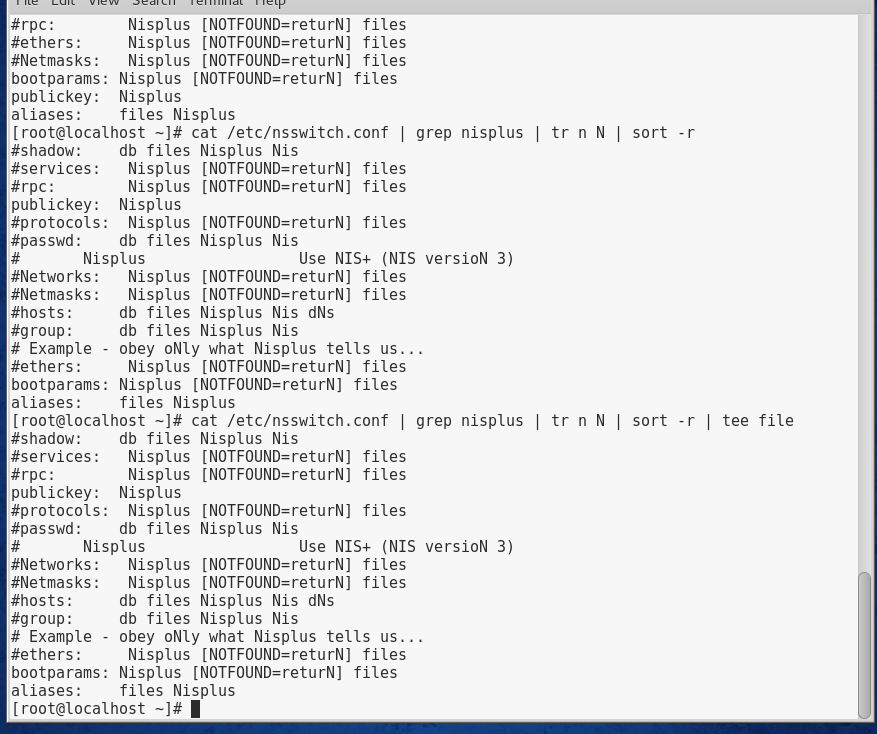 File Edit View Search Terminal Help
#rpc:        Nisplus [NOTFOUND=returN] files
#ethers:     Nisplus [NOTFOUND=returN] files
#Netmasks:   Nisplus [NOTFOUND=returN] files
bootparams: Nisplus [NOTFOUND=returN] files
publickey:  Nisplus
aliases:    files Nisplus
[root@localhost ~]# cat /etc/nsswitch.conf | grep nisplus | tr n N | sort -r
#shadow:    db files Nisplus Nis
#services:   Nisplus [NOTFOUND=returN] files
#rpc:        Nisplus [NOTFOUND=returN] files
publickey:  Nisplus
#protocols:  Nisplus [NOTFOUND=returN] files
#passwd:    db files Nisplus Nis
#       Nisplus                 Use NIS+ (NIS versioN 3)
#Networks:   Nisplus [NOTFOUND=returN] files
#Netmasks:   Nisplus [NOTFOUND=returN] files
#hosts:     db files Nisplus Nis dNs
#group:     db files Nisplus Nis
# Example - obey oNly what Nisplus tells us...
#ethers:     Nisplus [NOTFOUND=returN] files
bootparams: Nisplus [NOTFOUND=returN] files
aliases:    files Nisplus
[root@localhost ~]# cat /etc/nsswitch.conf | grep nisplus | tr n N | sort -r | tee file
#shadow:    db files Nisplus Nis
#services:   Nisplus [NOTFOUND=returN] files
#rpc:        Nisplus [NOTFOUND=returN] files
publickey:  Nisplus
#protocols:  Nisplus [NOTFOUND=returN] files
#passwd:    db files Nisplus Nis
#       Nisplus                 Use NIS+ (NIS versioN 3)
#Networks:   Nisplus [NOTFOUND=returN] files
#Netmasks:   Nisplus [NOTFOUND=returN] files
#hosts:     db files Nisplus Nis dNs
#group:     db files Nisplus Nis
# Example - obey oNly what Nisplus tells us...
#ethers:     Nisplus [NOTFOUND=returN] files
bootparams: Nisplus [NOTFOUND=returN] files
aliases:    files Nisplus
[root@localhost ~]#